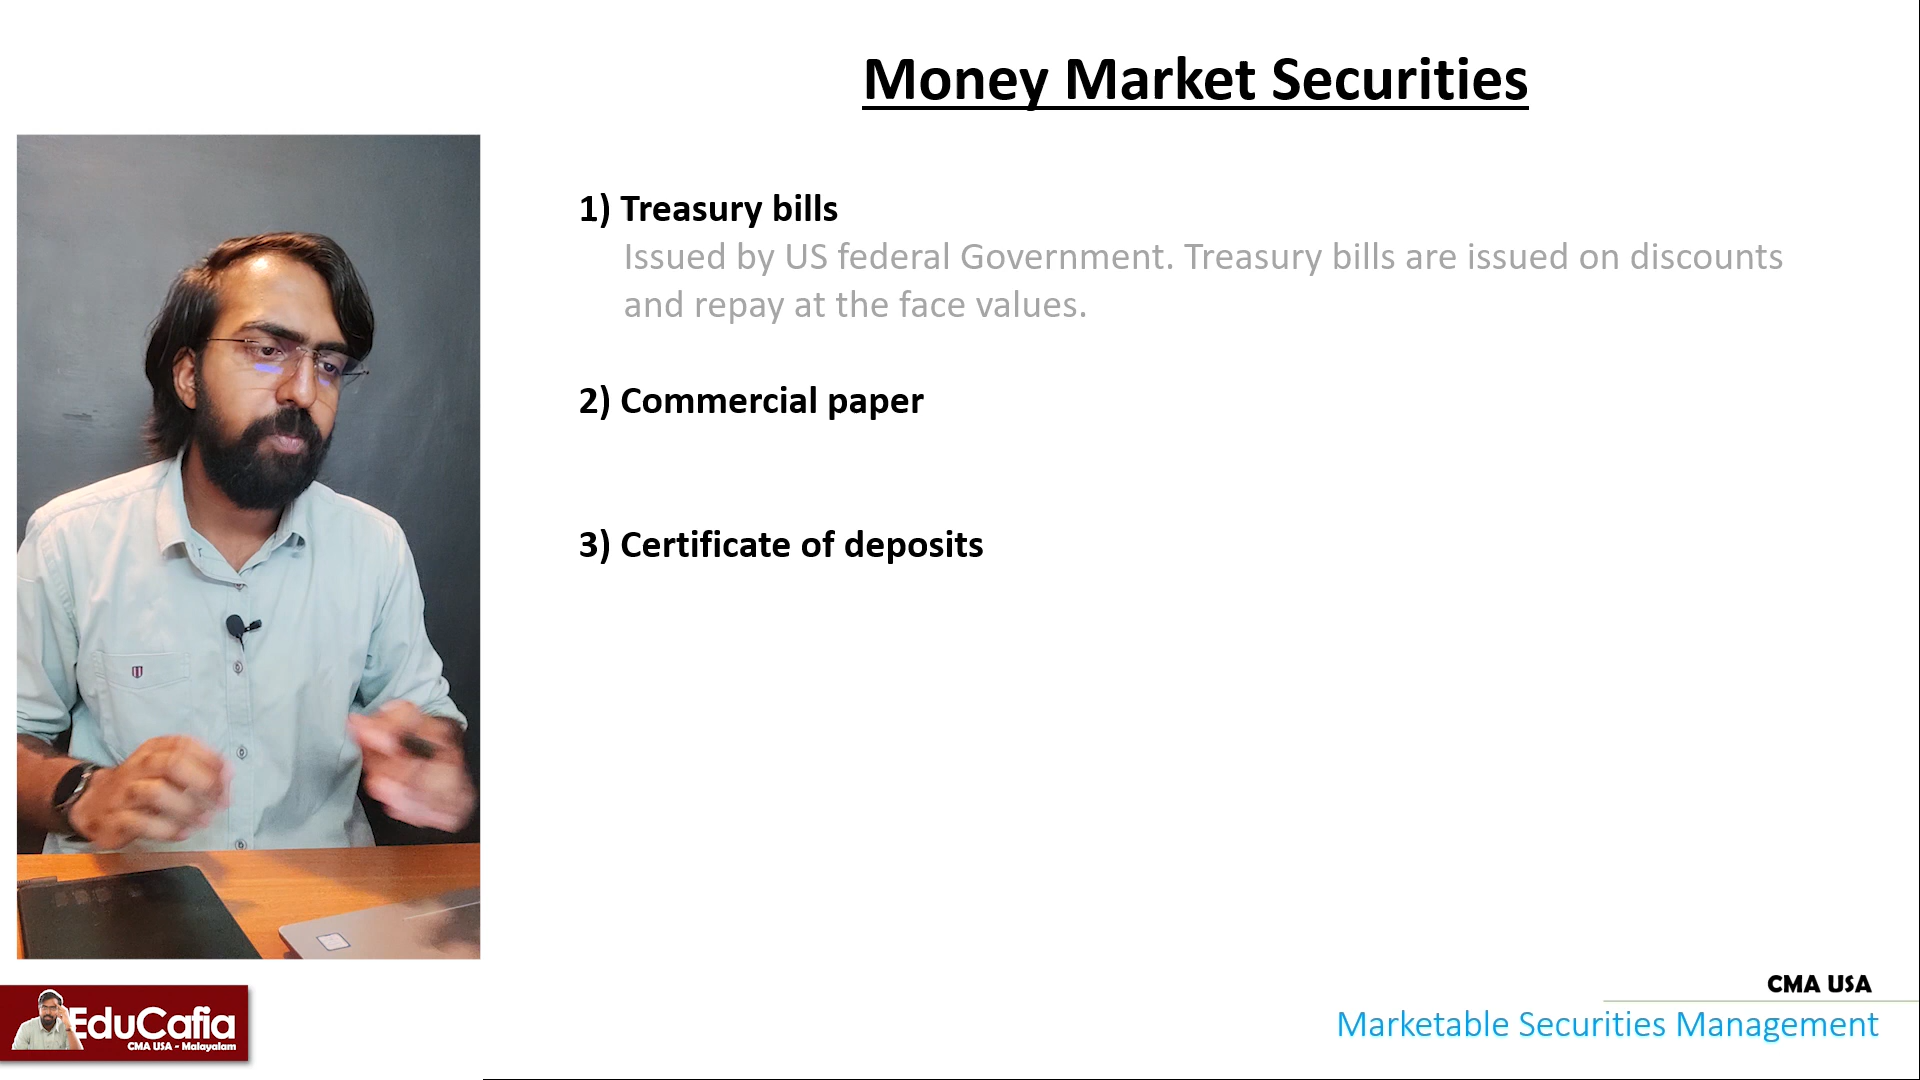 Money Market Securities
1) Treasury bills
Issued by US federal Government. Treasury bills are issued on discounts
and repay at the face values.
2) Commercial paper
3) Certificate of deposits
CMA USA
Marketable Securities Management
EduCafia
CMA USA - Malayalam